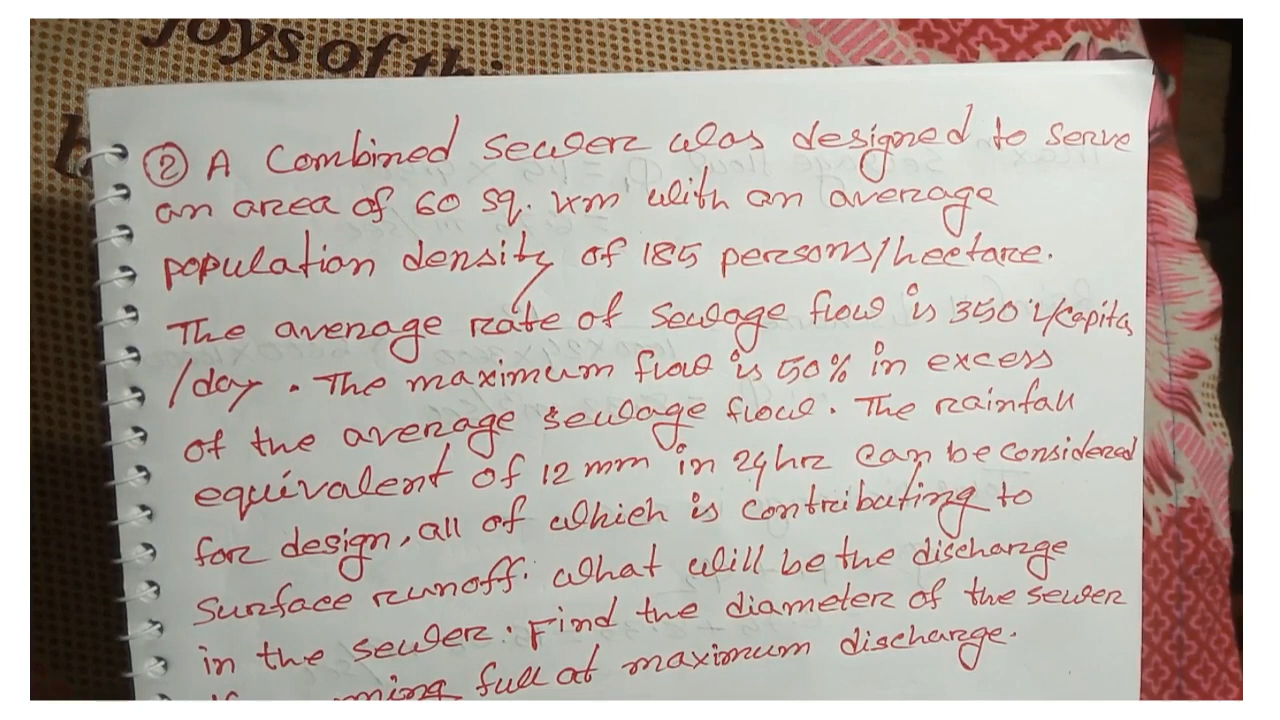 Joys of thi
② A Combined sewer was designed to serve
an area of 60 sq. km with an average
population density of 185 persons/hectare.
The average rate of sewage flow is 350 L/Capita
/day. The maximum flow is 50% in excess
of the average sewage flow. The rainfall
equivalent of 12 mm in 24 hr can be considered
for design, all of which is contributing to
surface runoff. What will be the discharge
in the sewer. Find the diameter of the sewer
full at maximum discharge.